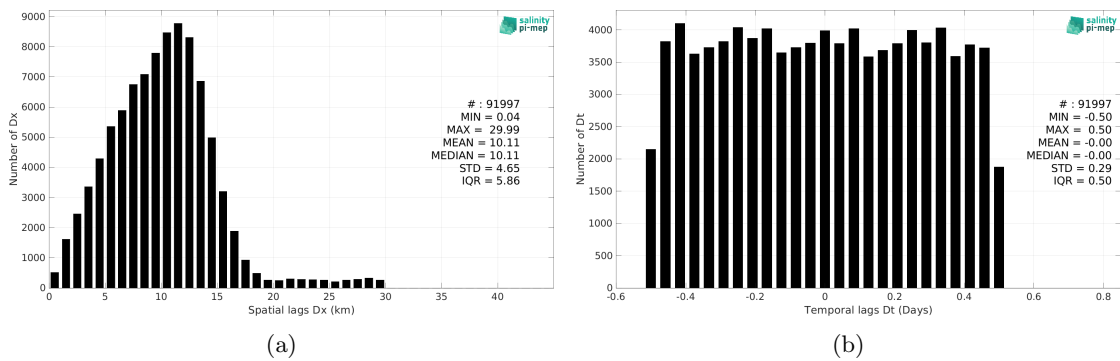 9000
8000
7000
6000
5000
4000
3000
2000
1000
0
Number of Dx
salinity
pi-mep
# : 91997
MIN = 0.04
MAX = 29.99
MEAN = 10.11
MEDIAN = 10.11
STD = 4.65
IQR = 5.86
0 5 10 15 20 25 30 35 40
Spatial lags Dx (km)
(a)
4000
3500
3000
2500
2000
1500
1000
500
0
Number of Dt
salinity
pi-mep
# : 91997
MIN = -0.50
MAX = 0.50
MEAN = -0.00
MEDIAN = -0.00
STD = 0.29
IQR = 0.50
-0.6 -0.4 -0.2 0 0.2 0.4 0.6 0.8
Temporal lags Dt (Days)
(b)